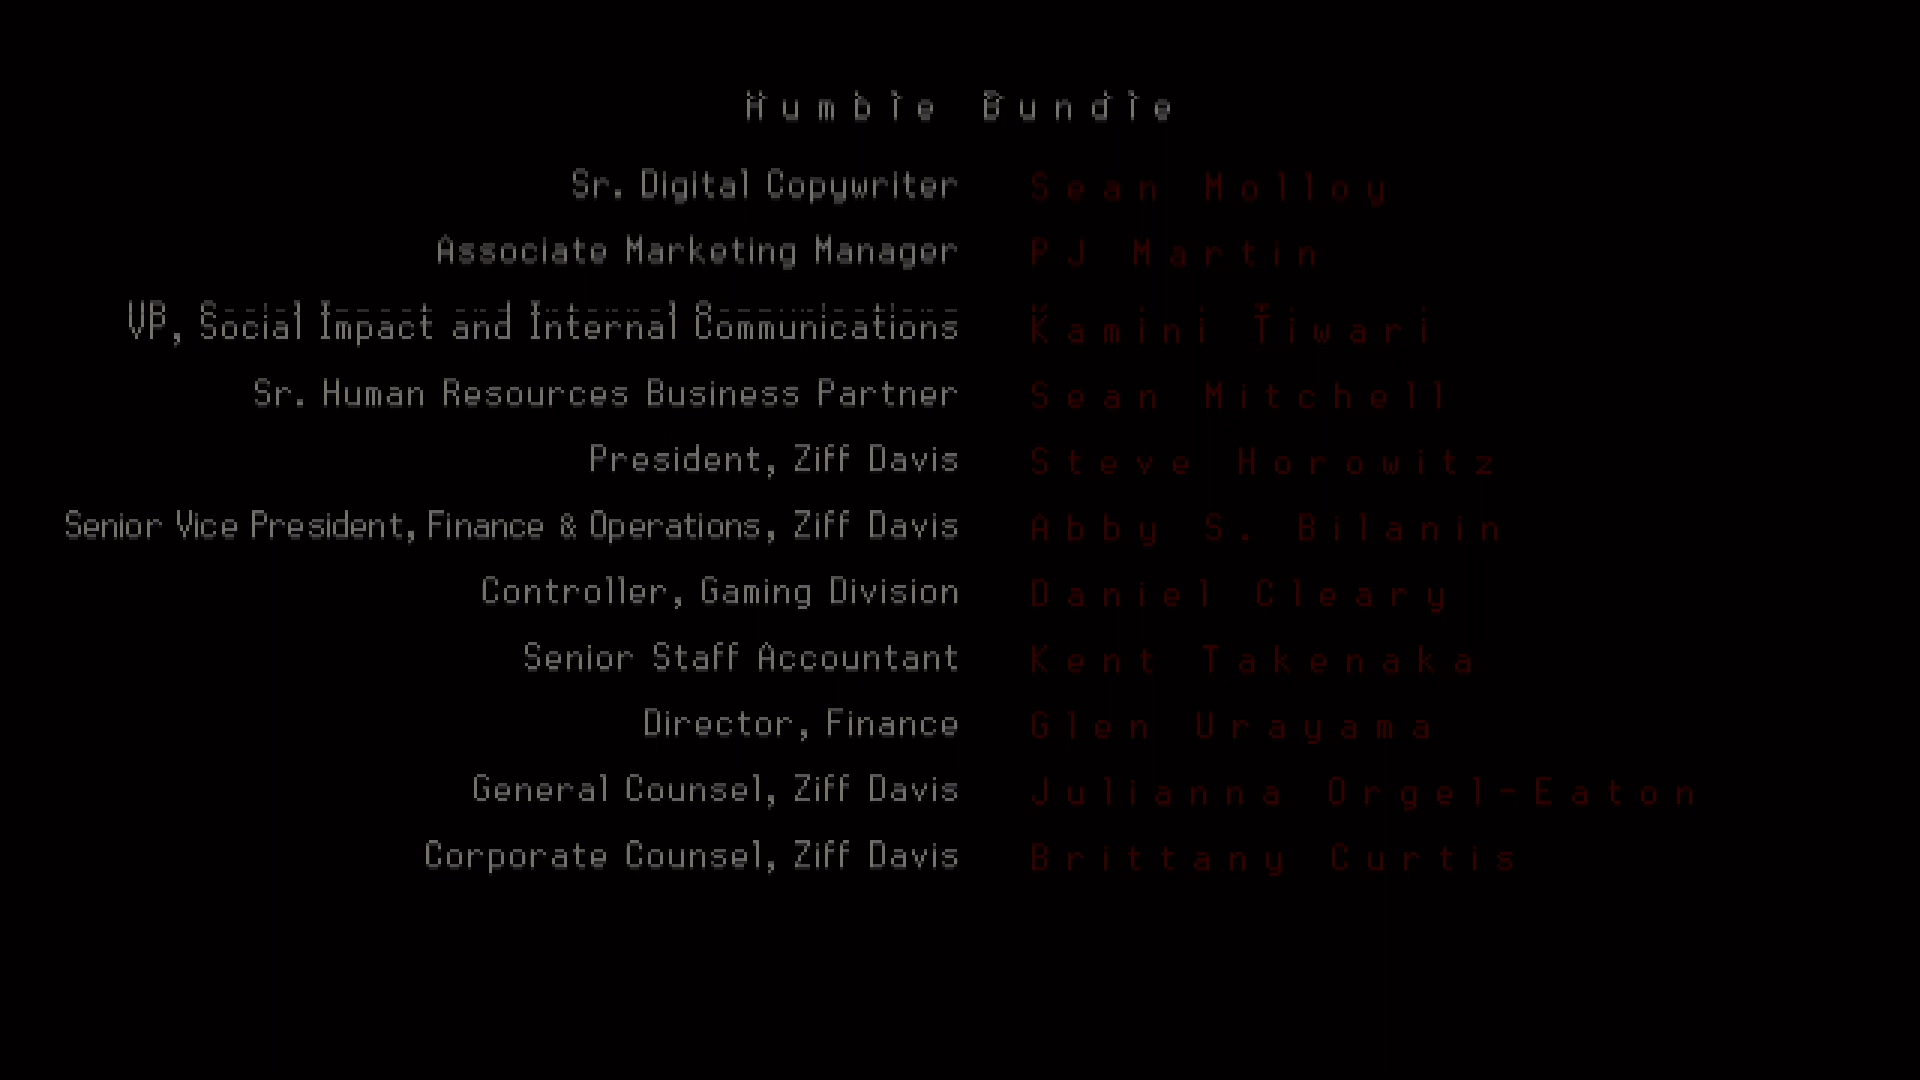 Humble Bundle
Sr. Digital Copywriter Sean Molloy
Associate Marketing Manager PJ Martin
VP, Social Impact and Internal Communications Kamini Tiwari
Sr. Human Resources Business Partner Sean Mitchell
President, Ziff Davis Steve Horowitz
Senior Vice President, Finance & Operations, Ziff Davis Abby S. Bilanin
Controller, Gaming Division Daniel Cleary
Senior Staff Accountant Kent Takenaka
Director, Finance Glen Urayama
General Counsel, Ziff Davis Julianna Orgel-Eaton
Corporate Counsel, Ziff Davis Brittany Curtis